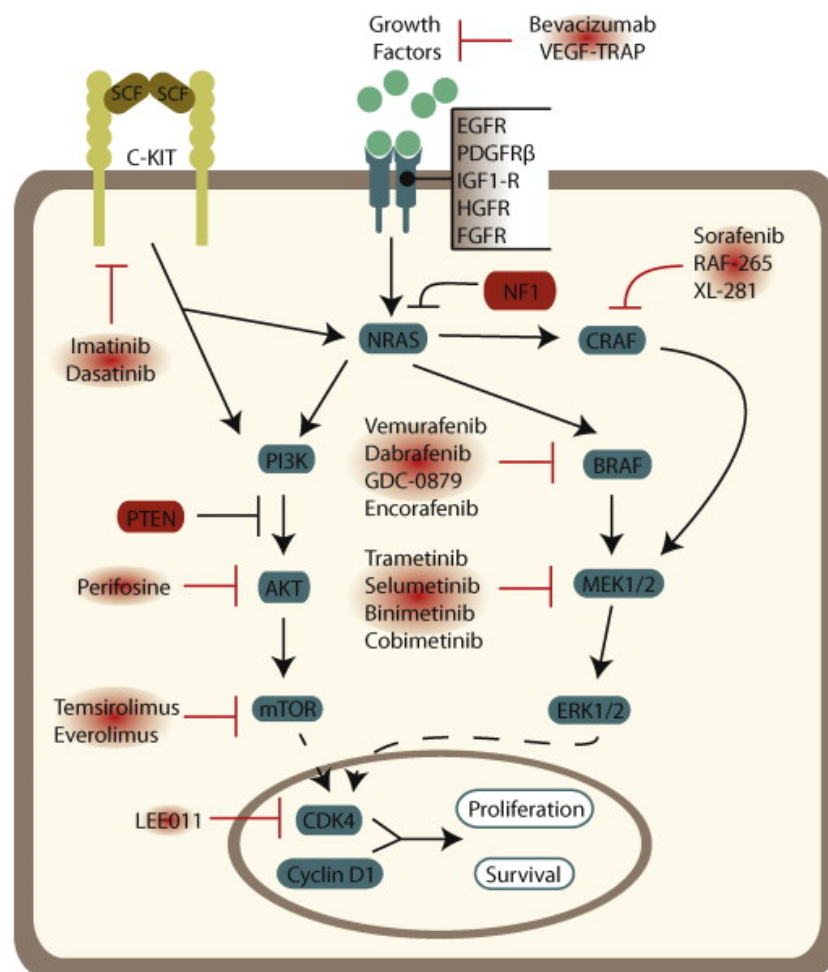 Growth
Factors
Bevacizumab
VEGF-TRAP
SCF
SCF
C-KIT
EGFR
PDGFRβ
IGF1-R
HGFR
FGFR
Sorafenib
RAF-265
XL-281
NF1
Imatinib
Dasatinib
NRAS
CRAF
Vemurafenib
Dabrafenib
GDC-0879
Encorafenib
PI3K
BRAF
PTEN
Trametinib
Selumetinib
Binimetinib
Cobimetinib
Perifosine
AKT
MEK1/2
Temsirolimus
Everolimus
mTOR
ERK1/2
LEE011
CDK4
Cyclin D1
Proliferation
Survival